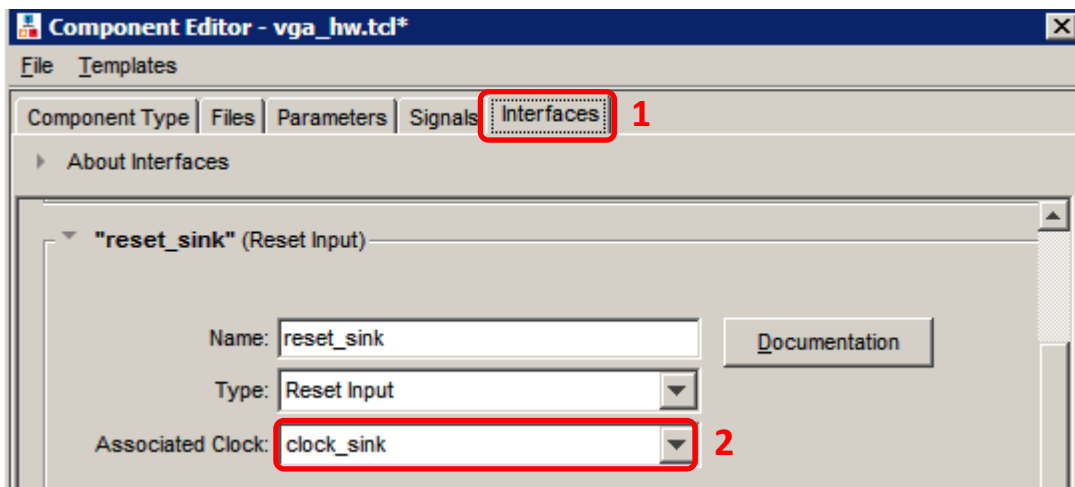 Component Editor - vga_hw.tcl*
File Templates
Component Type Files Parameters Signals Interfaces 1
About Interfaces
"reset_sink" (Reset Input)
Name: reset_sink Documentation
Type: Reset Input
Associated Clock: clock_sink 2